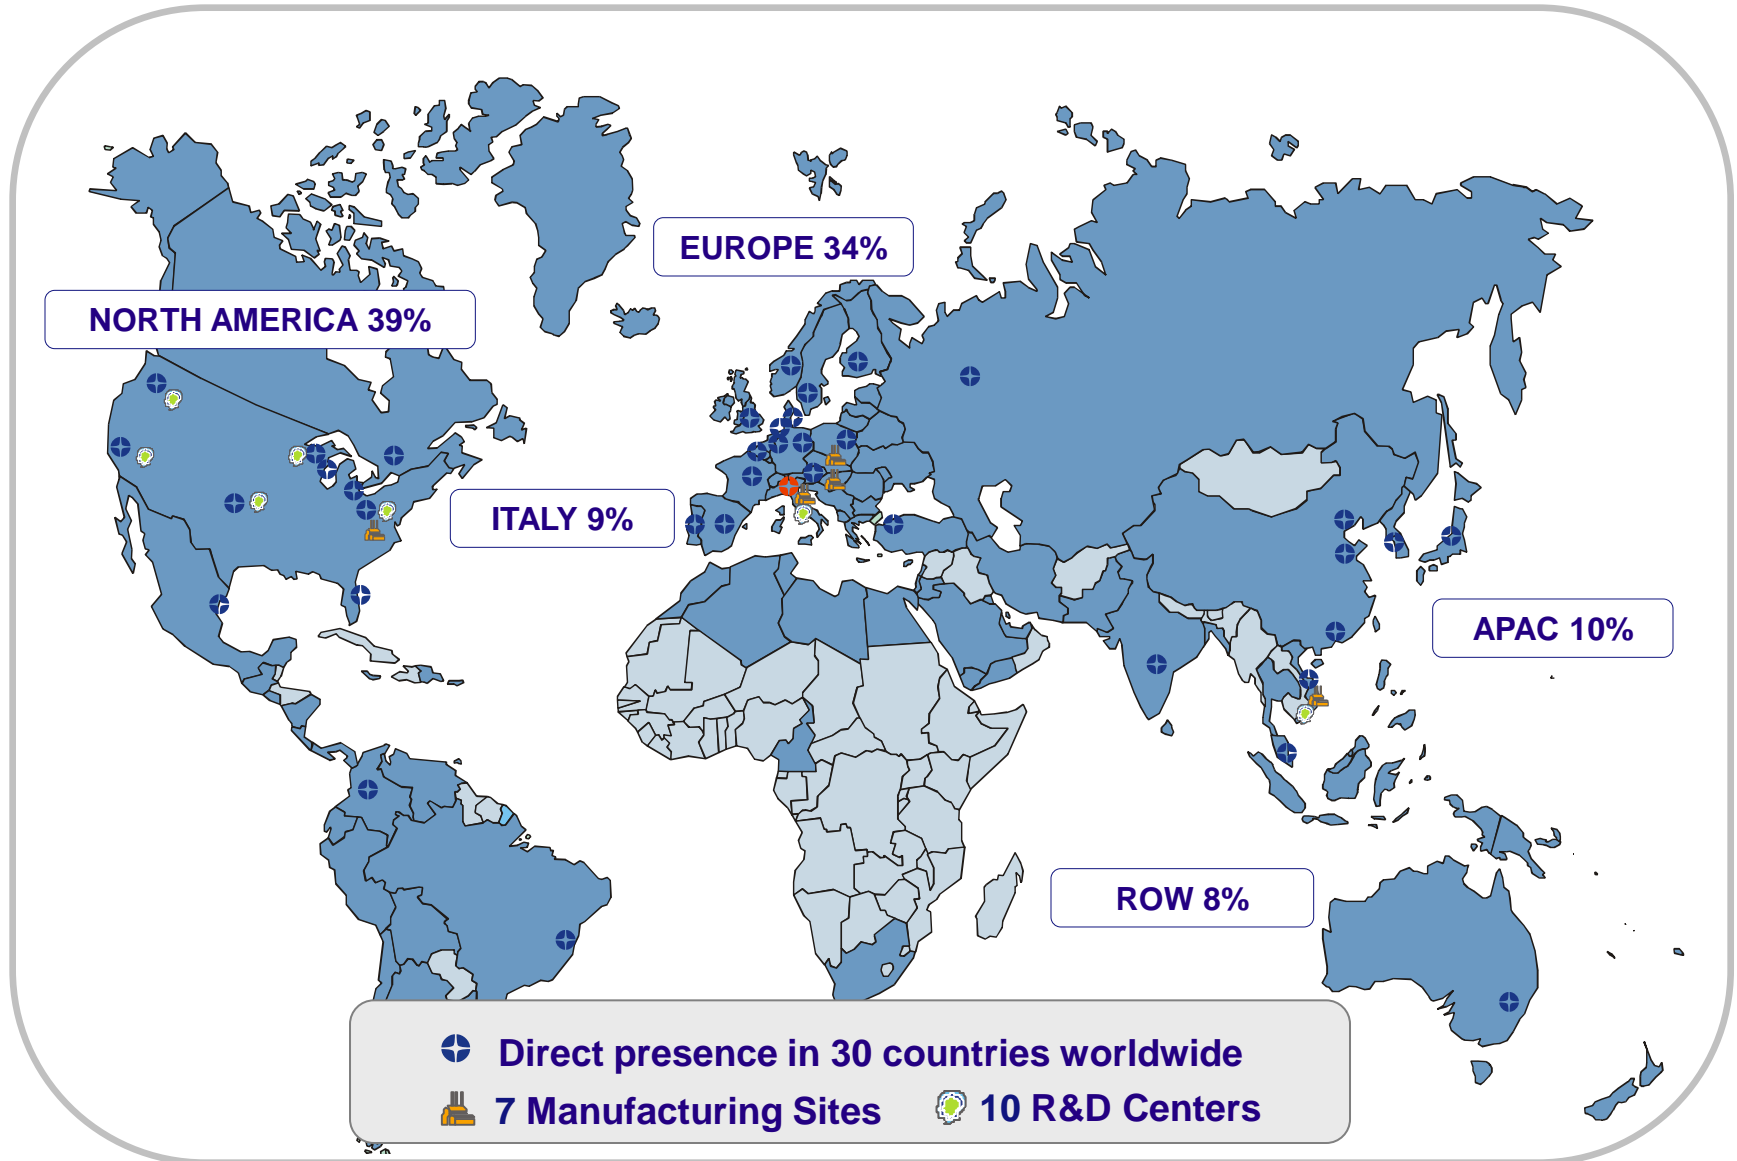 EUROPE 34%
NORTH AMERICA 39%
ITALY 9%
APAC 10%
ROW 8%
Direct presence in 30 countries worldwide
7 Manufacturing Sites
10 R&D Centers